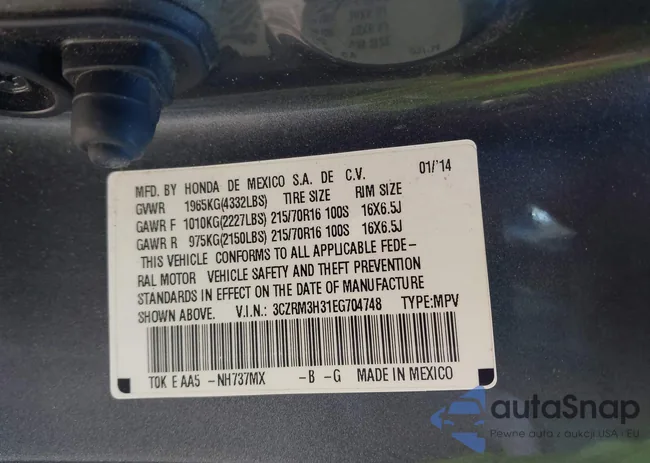 MFD. BY HONDA DE MEXICO S.A. DE C.V. 01/'14
GVWR 1965KG(4332LBS) TIRE SIZE RIM SIZE
GAWR F 1010KG(2227LBS) 215/70R16 100S 16X6.5J
GAWR R 975KG(2150LBS) 215/70R16 100S 16X6.5J
THIS VEHICLE CONFORMS TO ALL APPLICABLE FEDE-
RAL MOTOR VEHICLE SAFETY AND THEFT PREVENTION
STANDARDS IN EFFECT ON THE DATE OF MANUFACTURE
SHOWN ABOVE. V.I.N.: 3CZRM3H31EG704748 TYPE:MPV
T0K E AA5 -NH737MX -B -G MADE IN MEXICO
autaSnap
Pewne auta z aukcji USA - EU